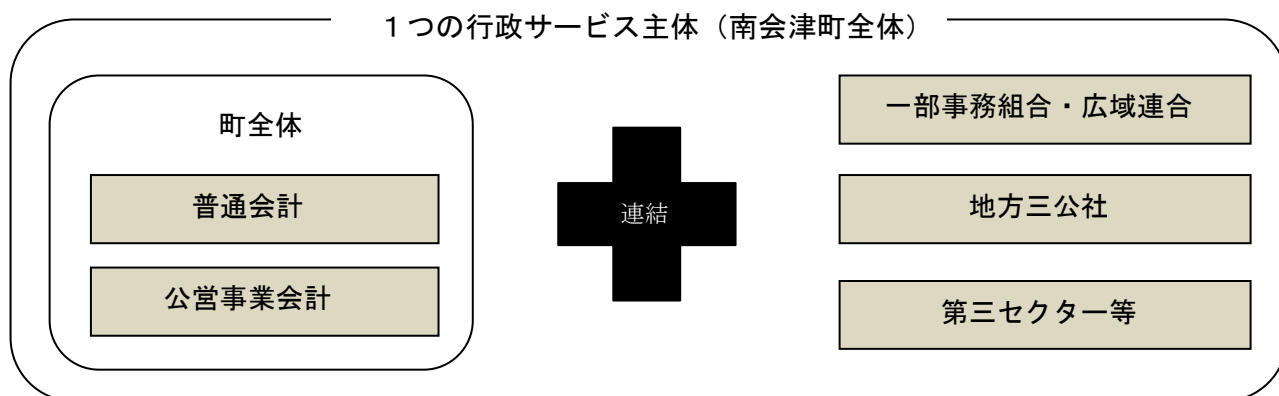 １つの行政サービス主体（南会津町全体）
町全体
普通会計
公営事業会計
連結
一部事務組合・広域連合
地方三公社
第三セクター等